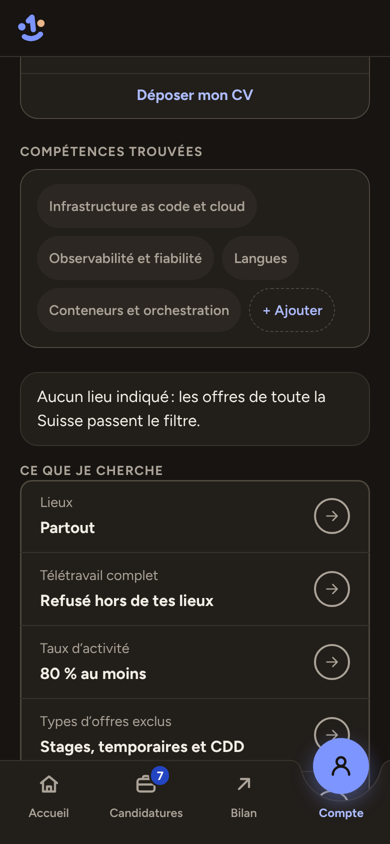 Déposer mon CV
COMPÉTENCES TROUVÉES
Infrastructure as code et cloud
Observabilité et fiabilité
Langues
Conteneurs et orchestration
+ Ajouter
Aucun lieu indiqué : les offres de toute la
Suisse passent le filtre.
CE QUE JE CHERCHE
Lieux
Partout
Télétravail complet
Refusé hors de tes lieux
Taux d’activité
80 % au moins
Types d’offres exclus
Stages, temporaires et CDD
7
Accueil
Candidatures
Bilan
Compte